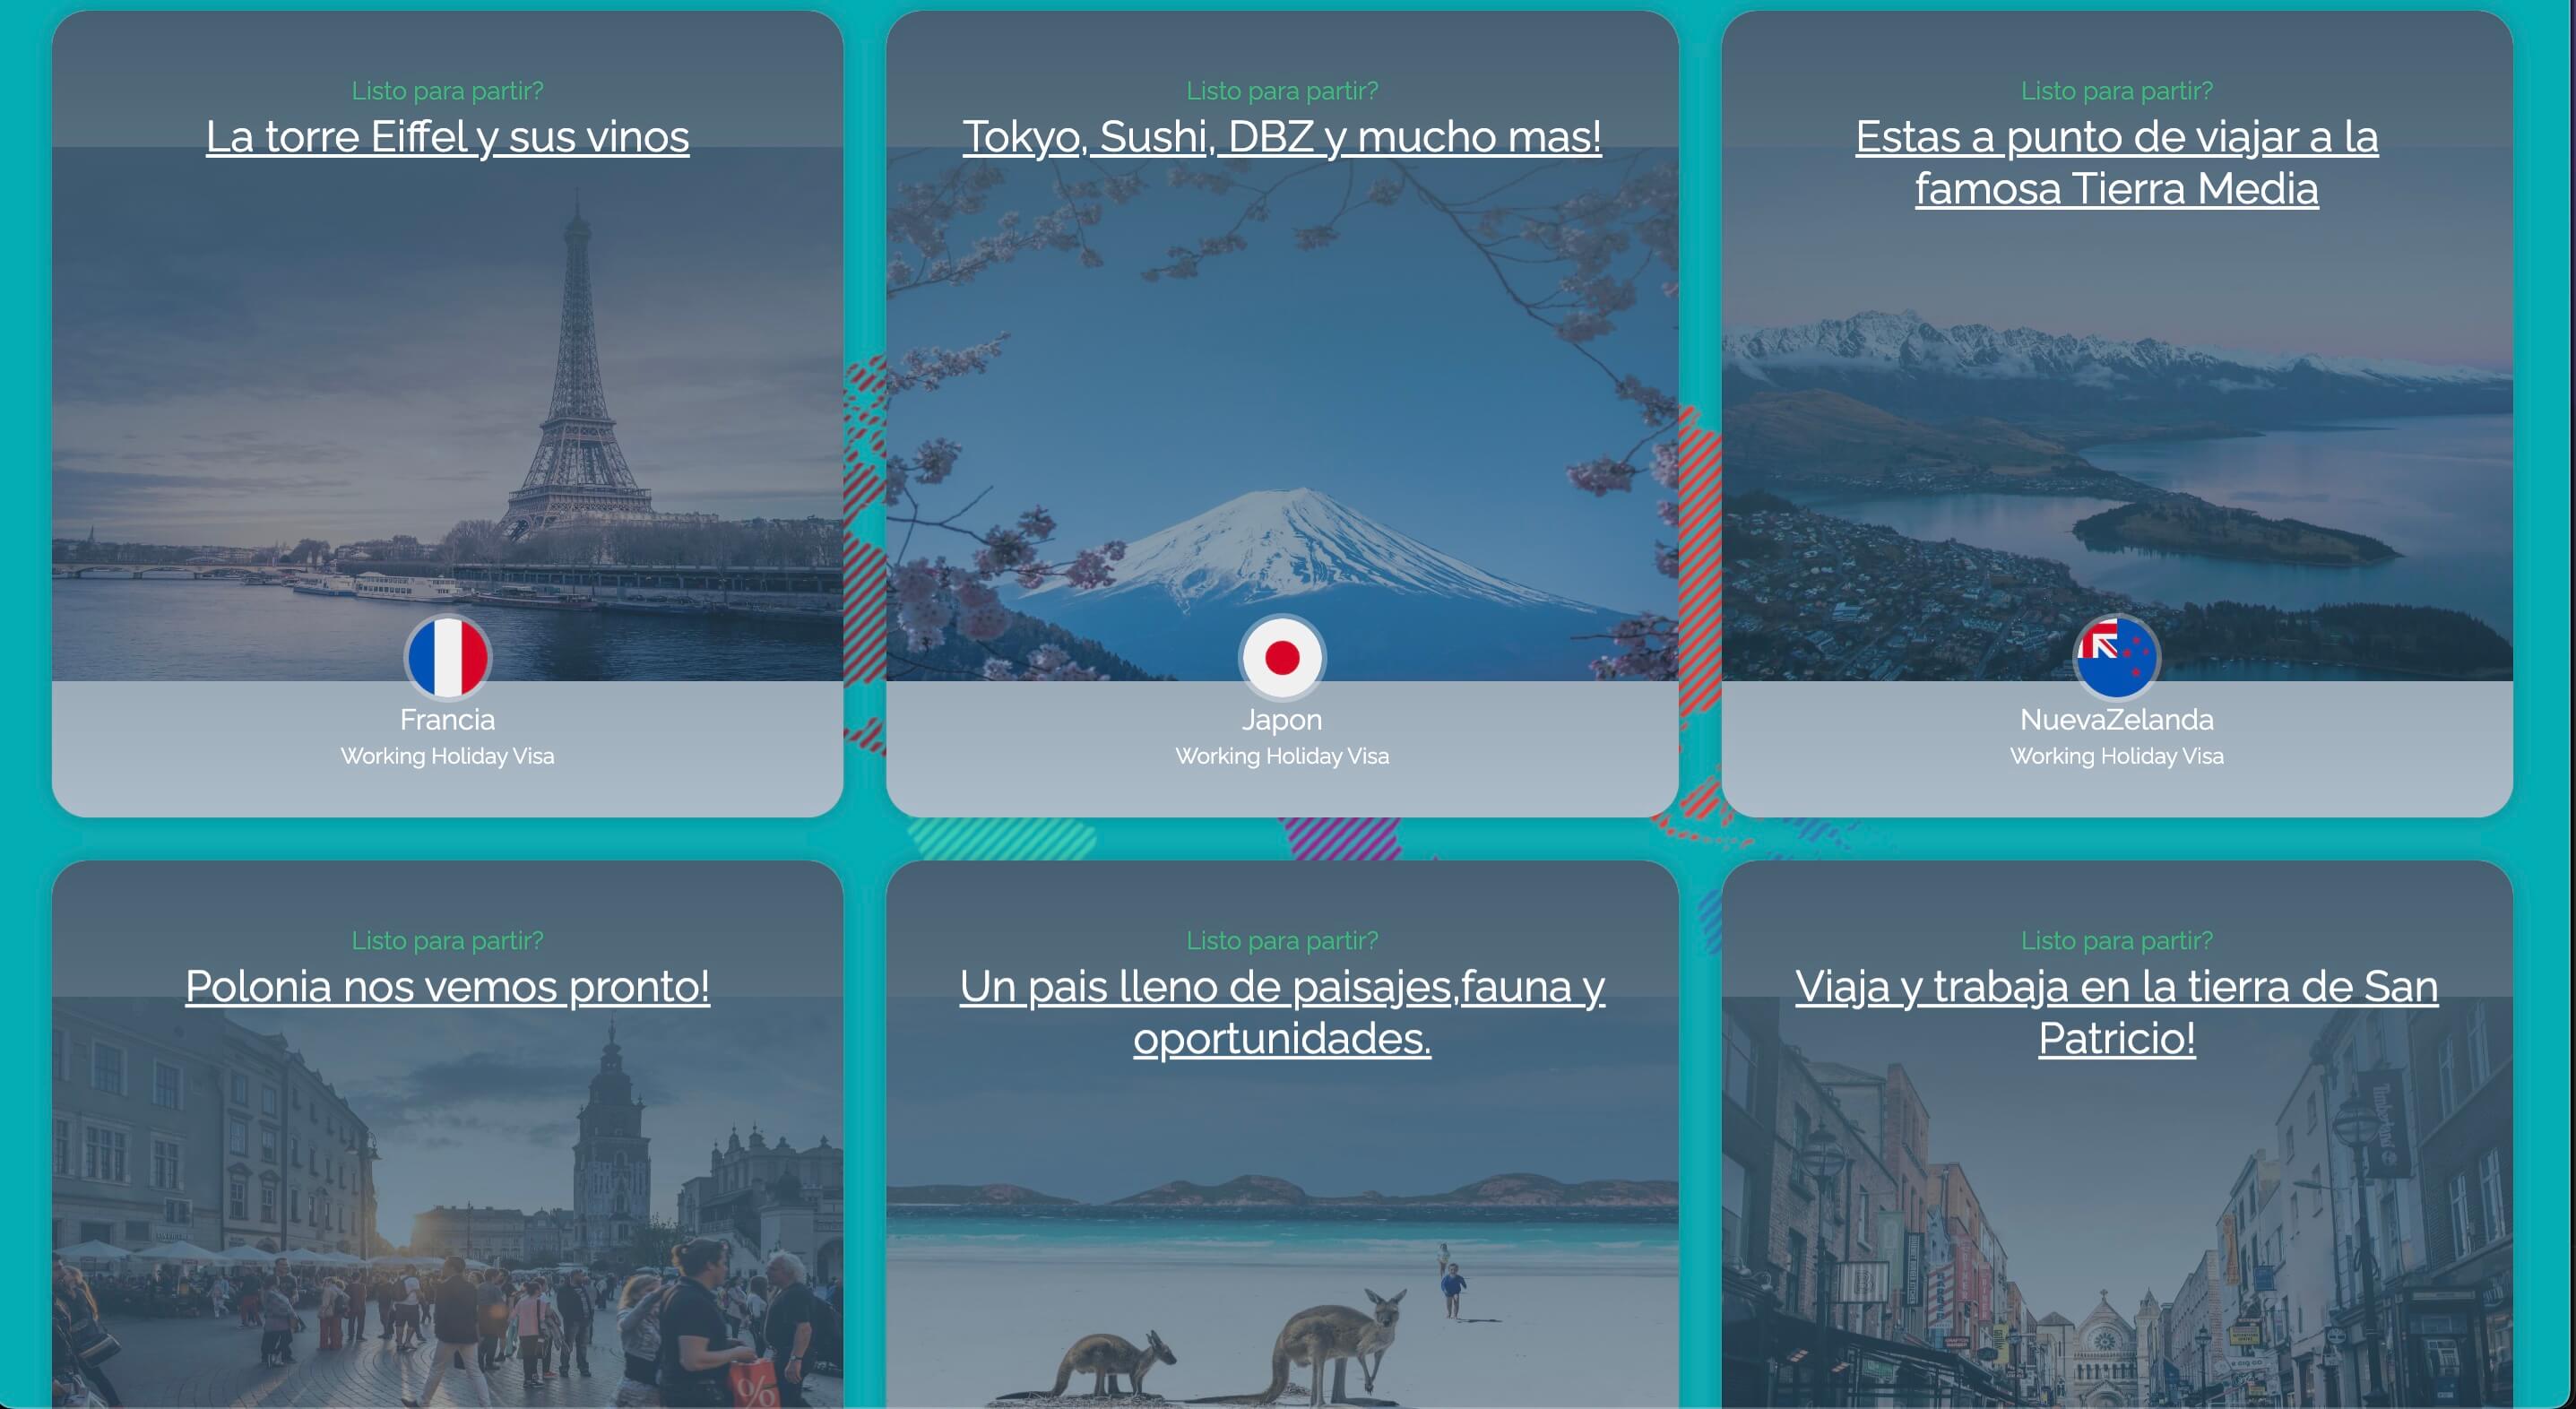 Listo para partir?
La torre Eiffel y sus vinos
Francia
Working Holiday Visa
Listo para partir?
Tokyo, Sushi, DBZ y mucho mas!
Japon
Working Holiday Visa
Listo para partir?
Estas a punto de viajar a la
famosa Tierra Media
NuevaZelanda
Working Holiday Visa
Listo para partir?
Polonia nos vemos pronto!
%
Listo para partir?
Un pais lleno de paisajes,fauna y
oportunidades.
Listo para partir?
Viaja y trabaja en la tierra de San
Patricio!
Timberland